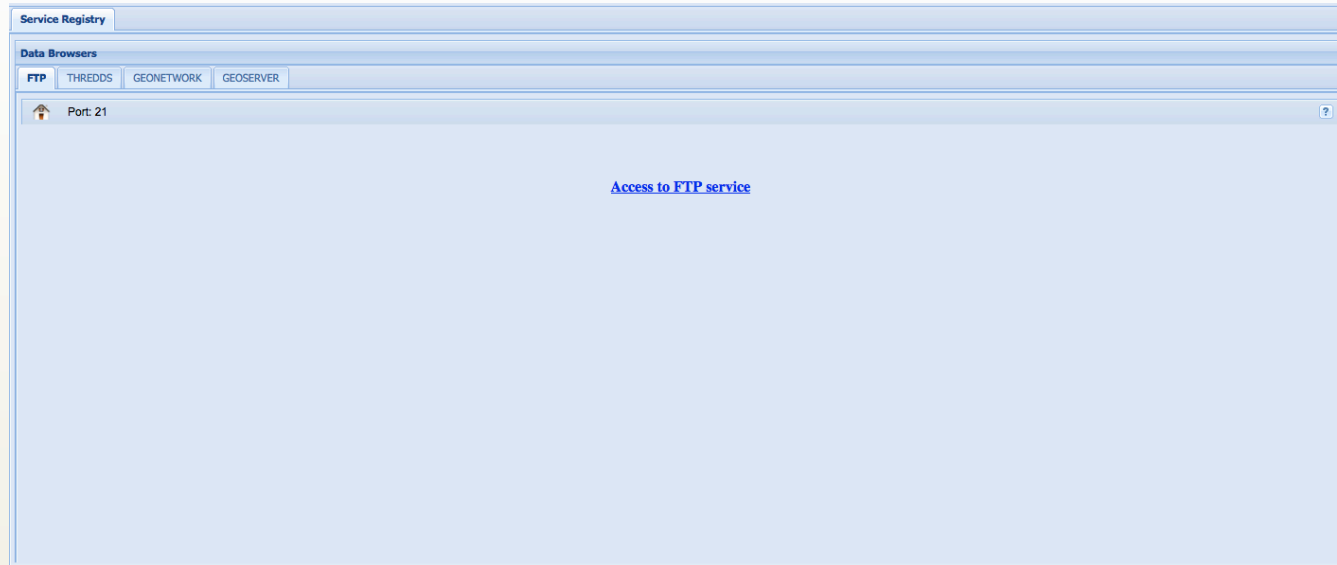 Service Registry
Data Browsers
FTP THREDDS GEONETWORK GEOSERVER
Port: 21 ?
Access to FTP service